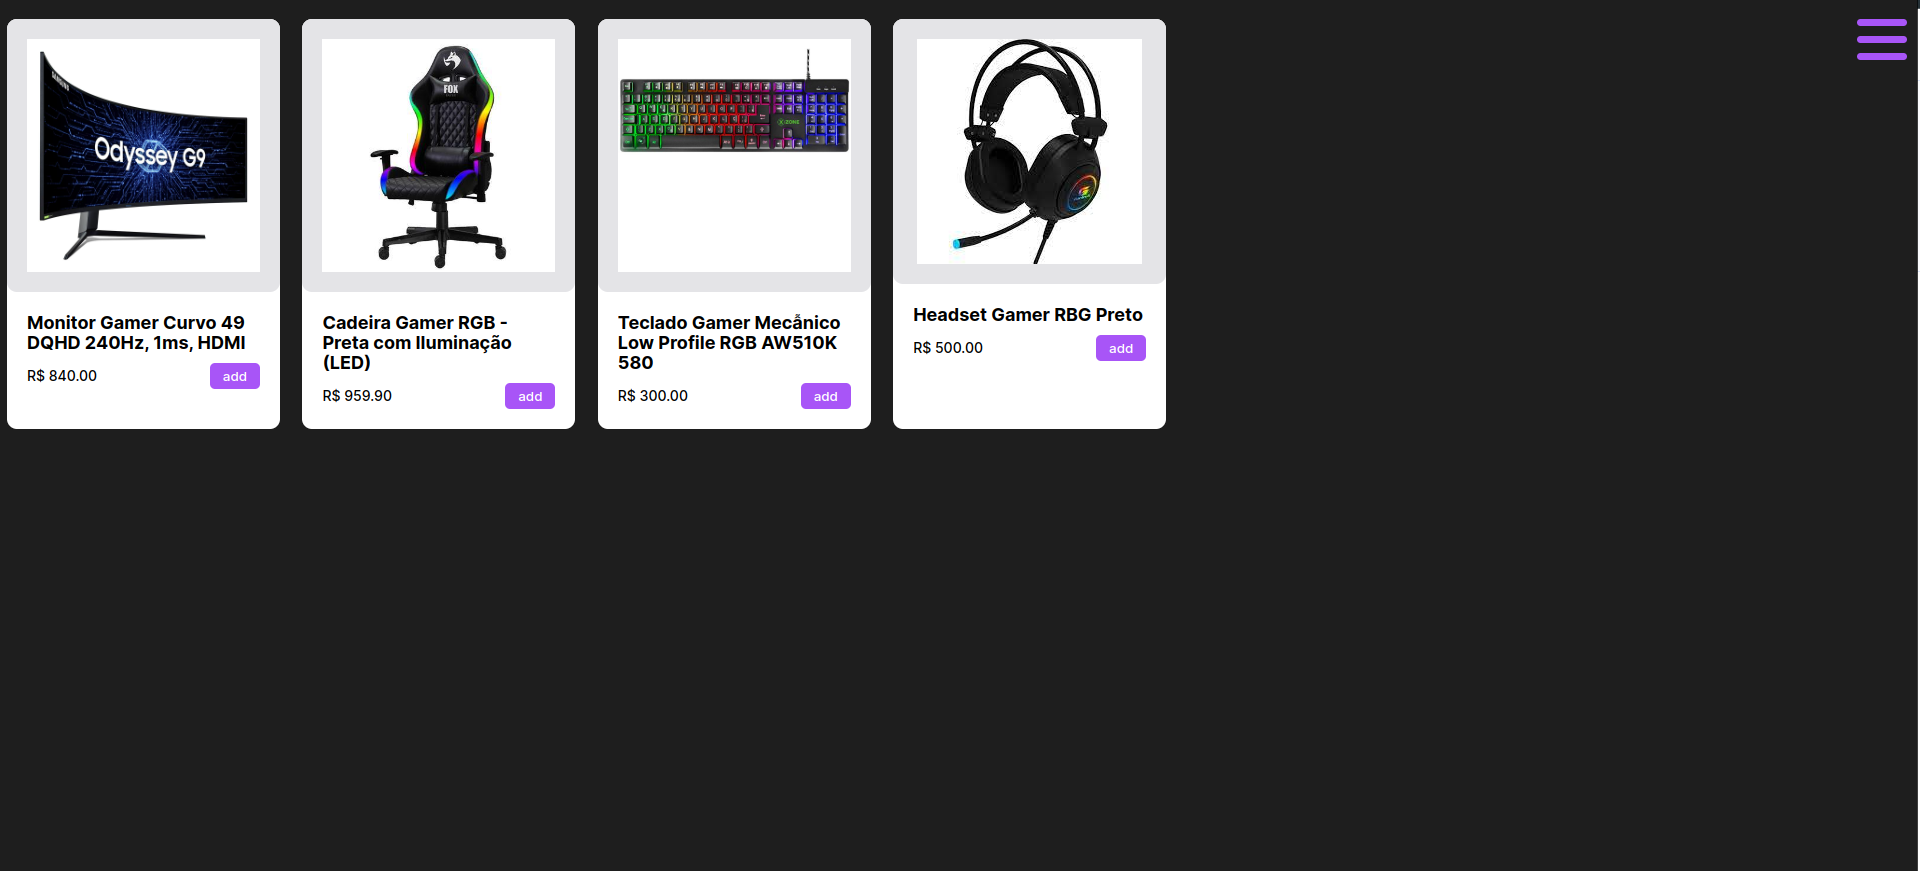 SAMSUNG
Odyssey G9
Monitor Gamer Curvo 49
DQHD 240Hz, 1ms, HDMI
R$ 840.00
add
FOX
Cadeira Gamer RGB -
Preta com Iluminação
(LED)
R$ 959.90
add
X-ZONE
Teclado Gamer Mecânico
Low Profile RGB AW510K
580
R$ 300.00
add
Headset Gamer RBG Preto
R$ 500.00
add